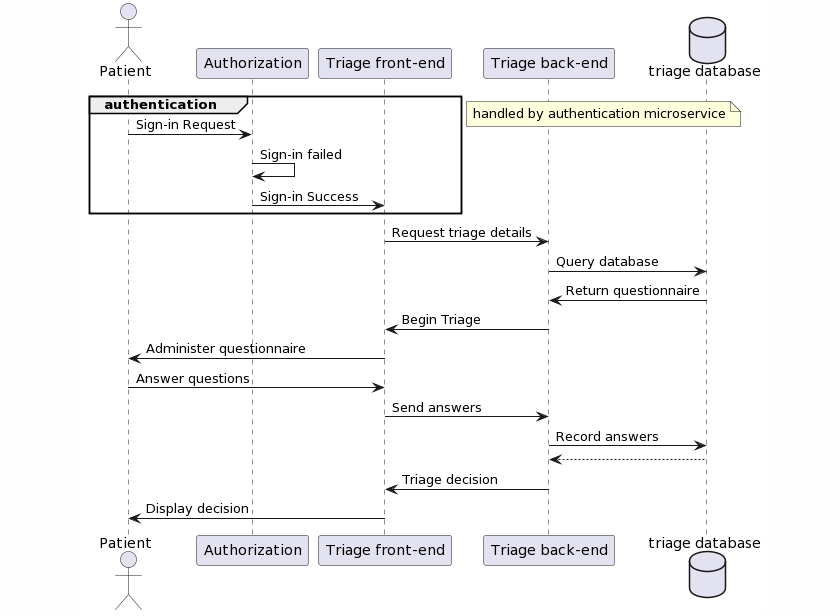 Patient
Authorization
Triage front-end
Triage back-end
triage database
authentication
handled by authentication microservice
Sign-in Request
Sign-in failed
Sign-in Success
Request triage details
Query database
Return questionnaire
Begin Triage
Administer questionnaire
Answer questions
Send answers
Record answers
Triage decision
Display decision
Patient
Authorization
Triage front-end
Triage back-end
triage database